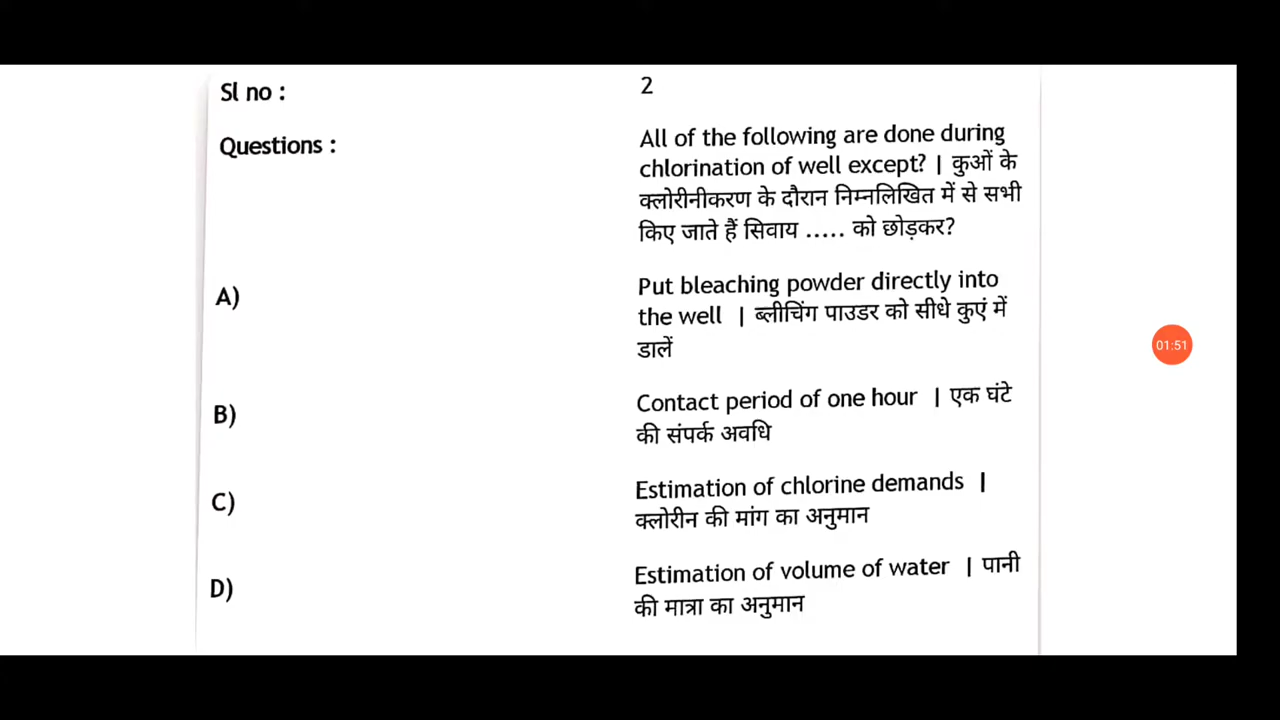 Sl no :
2
Questions :
All of the following are done during
chlorination of well except? | कुओं के
क्लोरीनीकरण के दौरान निम्नलिखित में से सभी
किए जाते हैं सिवाय ..... को छोड़कर?
A)
Put bleaching powder directly into
the well | ब्लीचिंग पाउडर को सीधे कुएं में
डालें
B)
Contact period of one hour | एक घंटे
की संपर्क अवधि
C)
Estimation of chlorine demands |
क्लोरीन की मांग का अनुमान
D)
Estimation of volume of water | पानी
की मात्रा का अनुमान
01:51